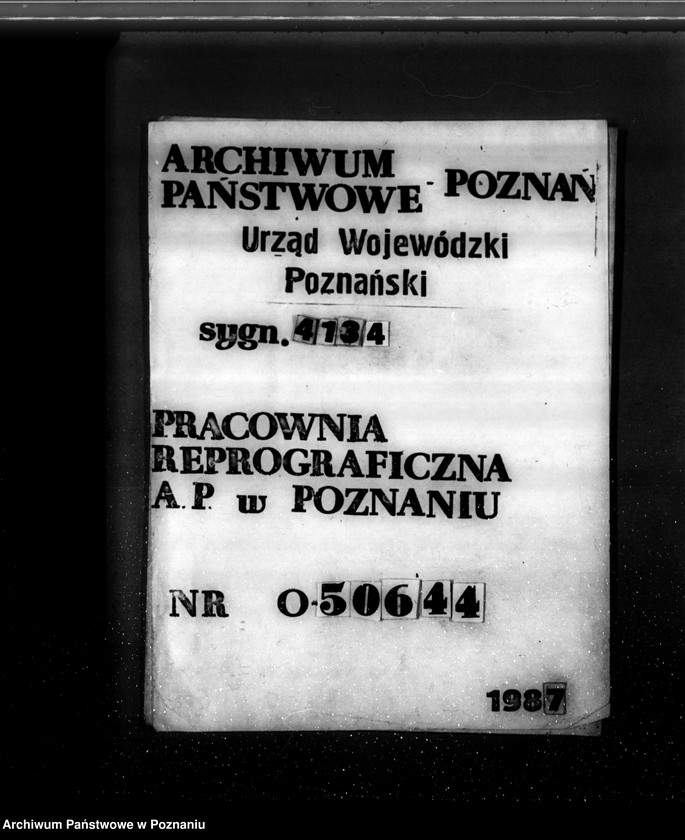 ARCHIWUM
PAŃSTWOWE - POZNAŃ
Urząd Wojewódzki
Poznański
sygn. 4134
PRACOWNIA
REPROGRAFICZNA
A.P. w POZNANIU
NR O-50644
1987
Archiwum Państwowe w Poznaniu